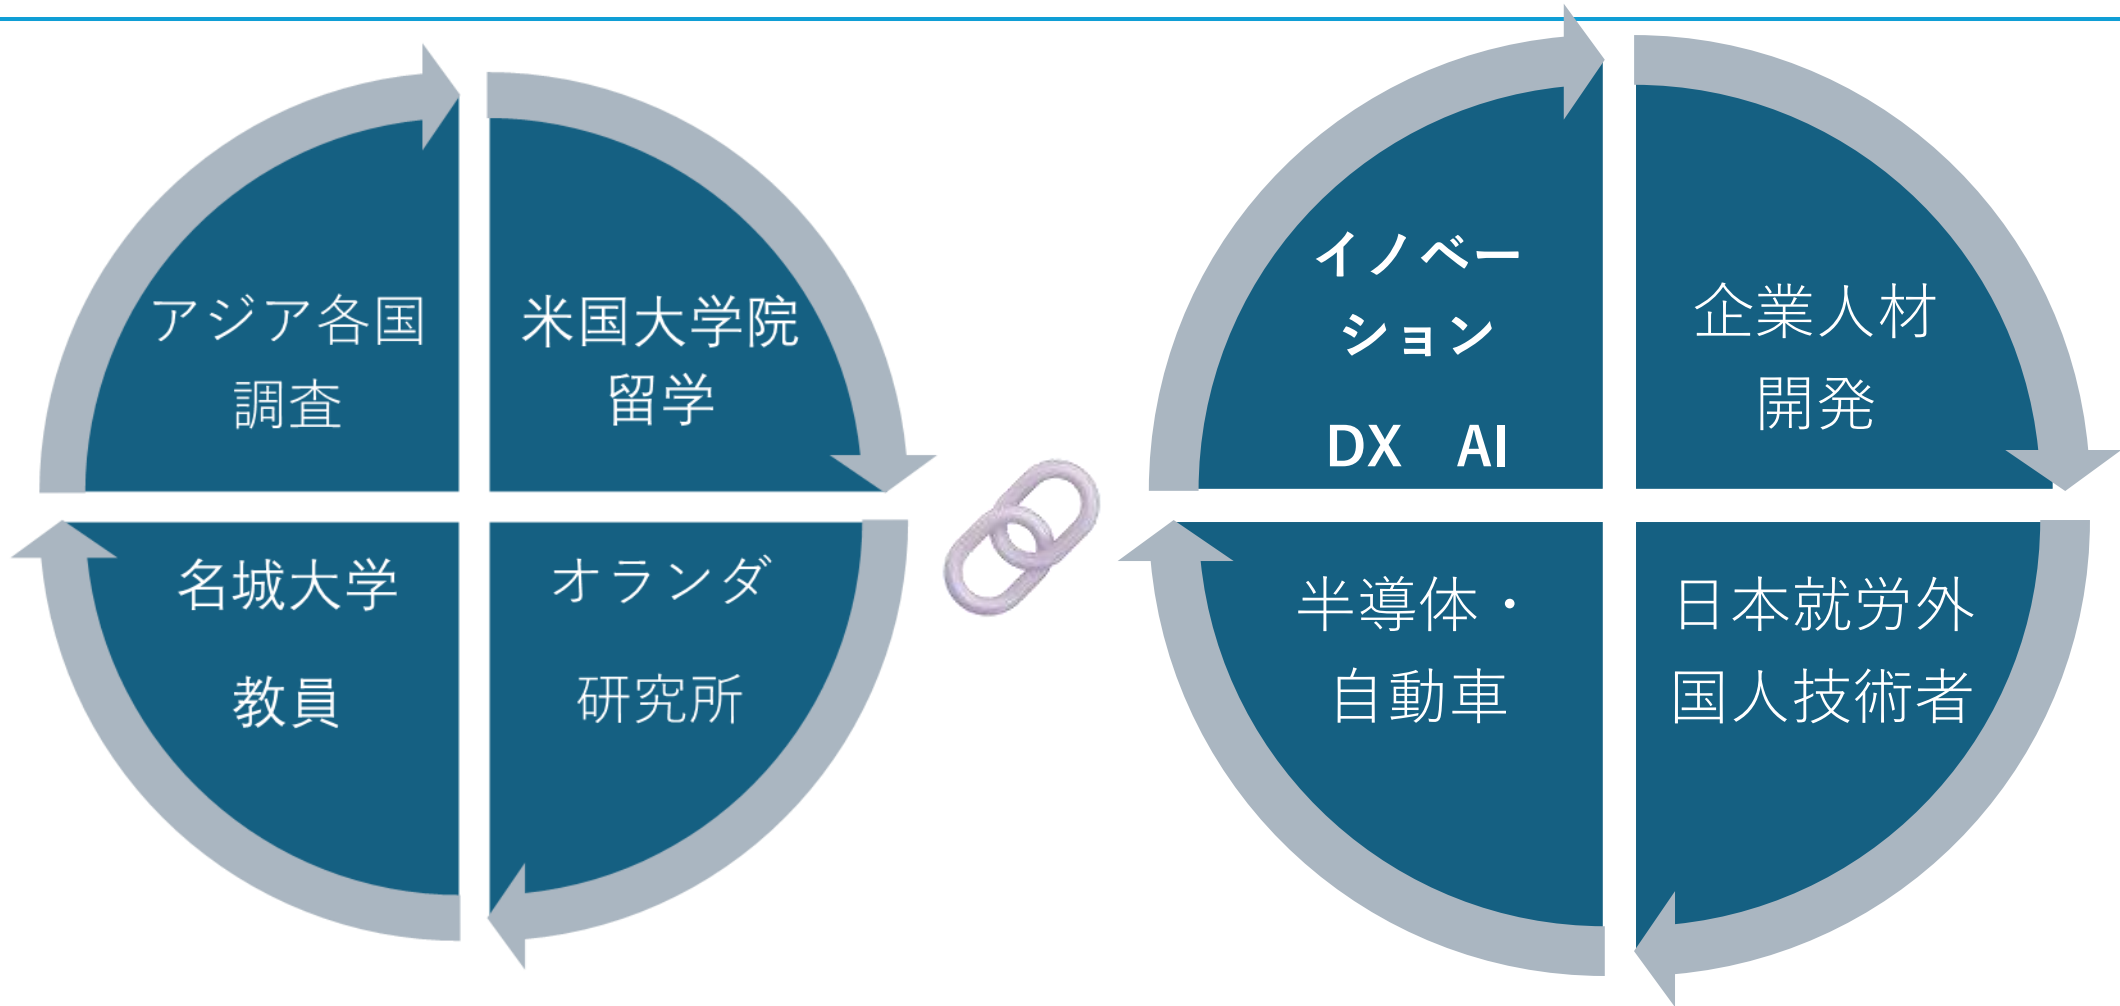 アジア各国
調査
米国大学院
留学
名城大学
教員
オランダ
研究所
イノベー
ション
DX　AI
企業人材
開発
半導体・
自動車
日本就労外
国人技術者